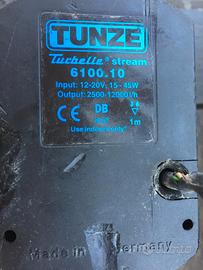 TUNZE
Turbelle® stream
6100.10
Input: 12-20V, 15-45W
Output: 2500-12000l/h
CE
DB
1m
Use indoors only
Made in Germany